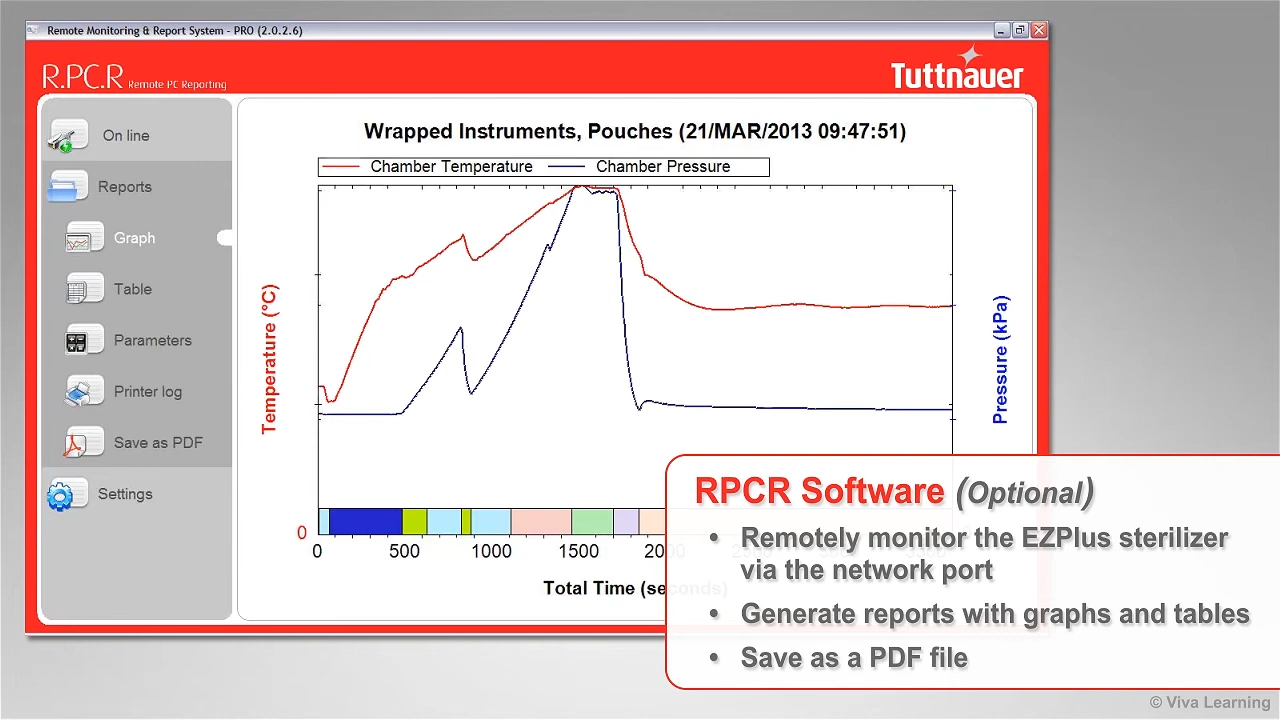 Remote Monitoring & Report System - PRO (2.0.2.6)
R.PC.R Remote PC Reporting
Tuttnauer
On line
Reports
Graph
Table
Parameters
Printer log
Save as PDF
Settings
Wrapped Instruments, Pouches (21/MAR/2013 09:47:51)
Chamber Temperature Chamber Pressure
Temperature (°C)
Pressure (kPa)
0
0 500 1000 1500 2000 2500
Total Time (seconds)
RPCR Software (Optional)
• Remotely monitor the EZPlus sterilizer
via the network port
• Generate reports with graphs and tables
• Save as a PDF file
© Viva Learning